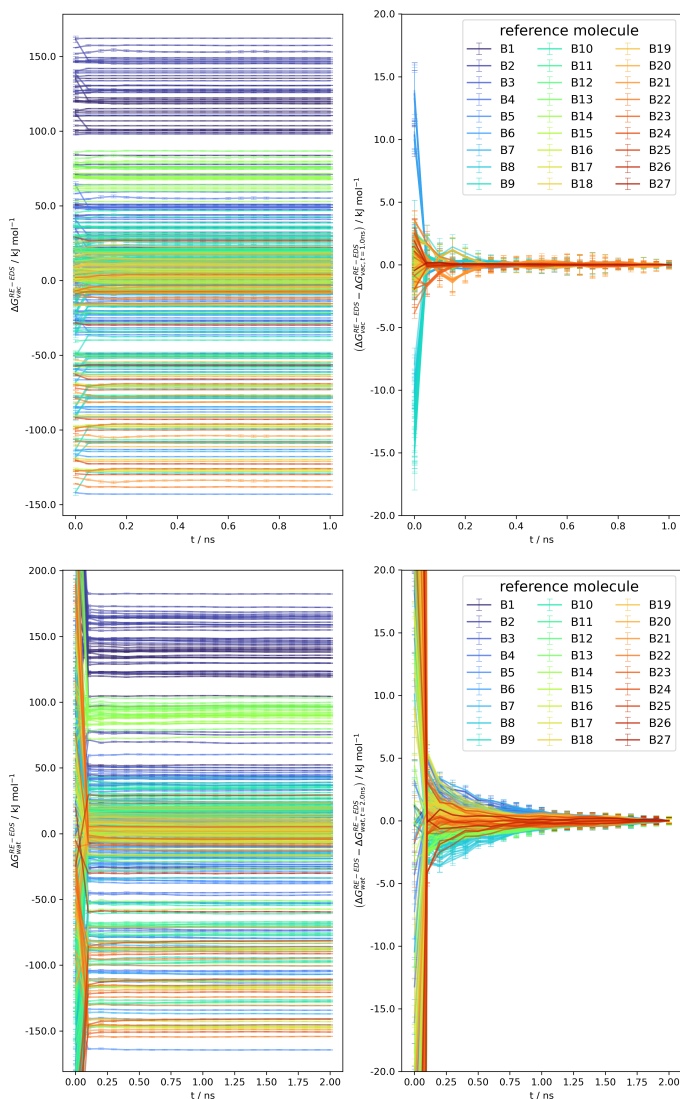 ΔG_vac^RE−EDS / kJ mol⁻¹
150.0
100.0
50.0
0.0
-50.0
-100.0
-150.0
0.0 0.2 0.4 0.6 0.8 1.0
t / ns
(ΔG_vac^RE−EDS − ΔG_vac,t=1.0ns^RE−EDS) / kJ mol⁻¹
20.0
15.0
10.0
5.0
0.0
-5.0
-10.0
-15.0
-20.0
reference molecule
B1 B10 B19
B2 B11 B20
B3 B12 B21
B4 B13 B22
B5 B14 B23
B6 B15 B24
B7 B16 B25
B8 B17 B26
B9 B18 B27
0.0 0.2 0.4 0.6 0.8 1.0
t / ns
ΔG_wat^RE−EDS / kJ mol⁻¹
200.0
150.0
100.0
50.0
0.0
-50.0
-100.0
-150.0
0.00 0.25 0.50 0.75 1.00 1.25 1.50 1.75 2.00
t / ns
(ΔG_wat^RE−EDS − ΔG_wat,t=2.0ns^RE−EDS) / kJ mol⁻¹
20.0
15.0
10.0
5.0
0.0
-5.0
-10.0
-15.0
-20.0
reference molecule
B1 B10 B19
B2 B11 B20
B3 B12 B21
B4 B13 B22
B5 B14 B23
B6 B15 B24
B7 B16 B25
B8 B17 B26
B9 B18 B27
0.00 0.25 0.50 0.75 1.00 1.25 1.50 1.75 2.00
t / ns